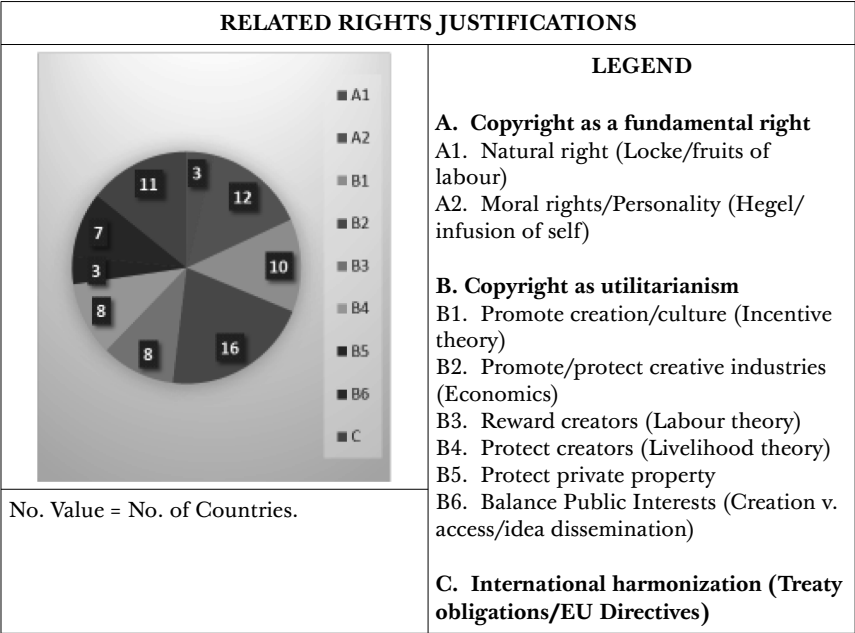 RELATED RIGHTS JUSTIFICATIONS
3
12
10
16
8
8
3
7
11
A1
A2
B1
B2
B3
B4
B5
B6
C
No. Value = No. of Countries.
LEGEND
A. Copyright as a fundamental right
A1. Natural right (Locke/fruits of
labour)
A2. Moral rights/Personality (Hegel/
infusion of self)
B. Copyright as utilitarianism
B1. Promote creation/culture (Incentive
theory)
B2. Promote/protect creative industries
(Economics)
B3. Reward creators (Labour theory)
B4. Protect creators (Livelihood theory)
B5. Protect private property
B6. Balance Public Interests (Creation v.
access/idea dissemination)
C. International harmonization (Treaty
obligations/EU Directives)